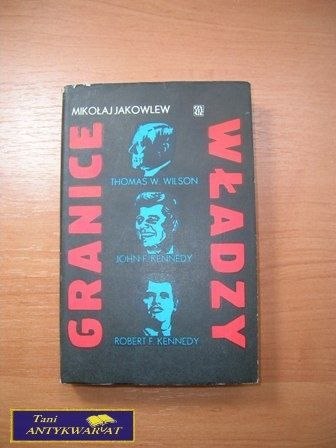 MIKOŁAJ JAKOWLEW
GRANICE
WŁADZY
THOMAS W. WILSON
JOHN F. KENNEDY
ROBERT F. KENNEDY
Tani
ANTYKWARIAT